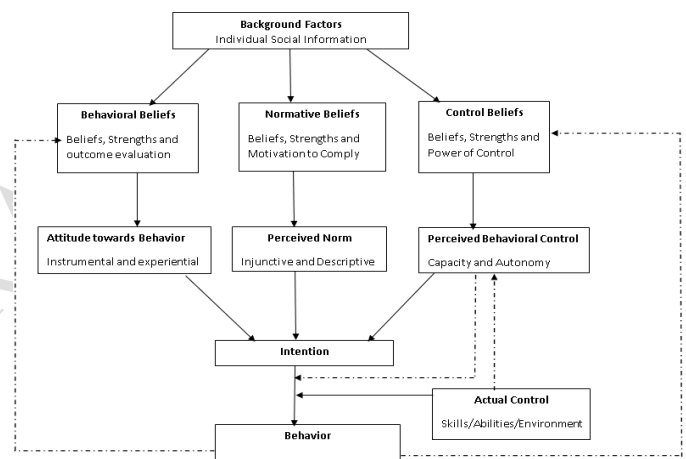 Background Factors
Individual Social Information
Behavioral Beliefs
Beliefs, Strengths and
outcome evaluation
Normative Beliefs
Beliefs, Strengths and
Motivation to Comply
Control Beliefs
Beliefs, Strengths and
Power of Control
Attitude towards Behavior
Instrumental and experiential
Perceived Norm
Injunctive and Descriptive
Perceived Behavioral Control
Capacity and Autonomy
Intention
Actual Control
Skills/Abilities/Environment
Behavior